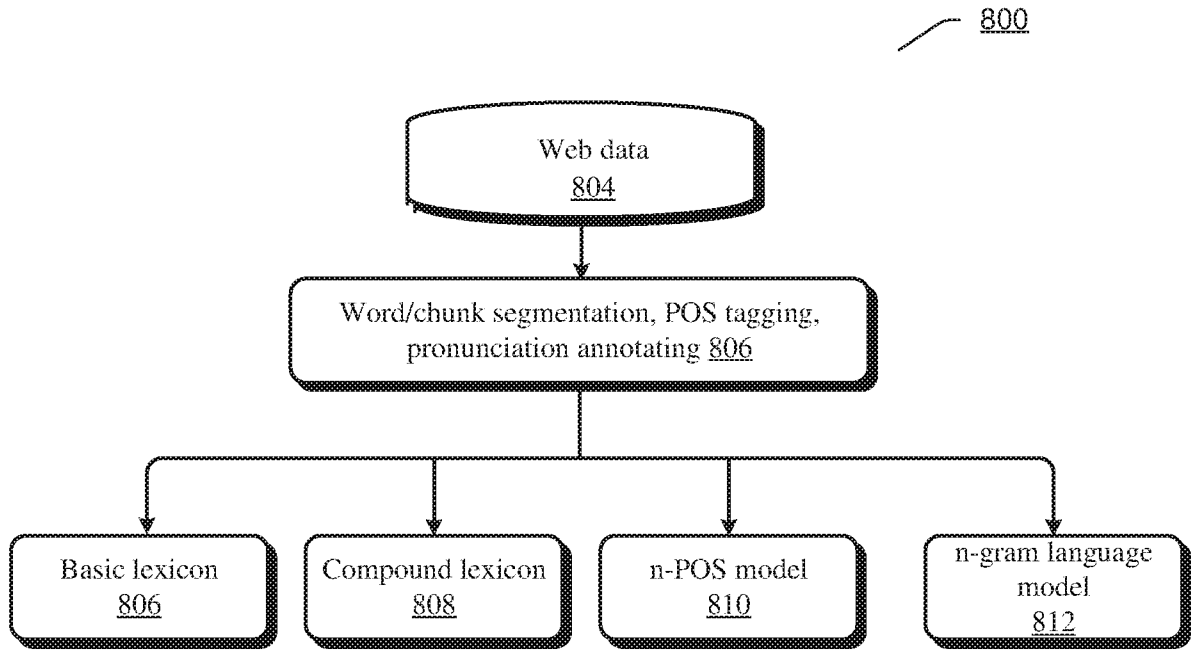 800
Web data
804
Word/chunk segmentation, POS tagging,
pronunciation annotating 806
Basic lexicon
806
Compound lexicon
808
n-POS model
810
n-gram language
model
812